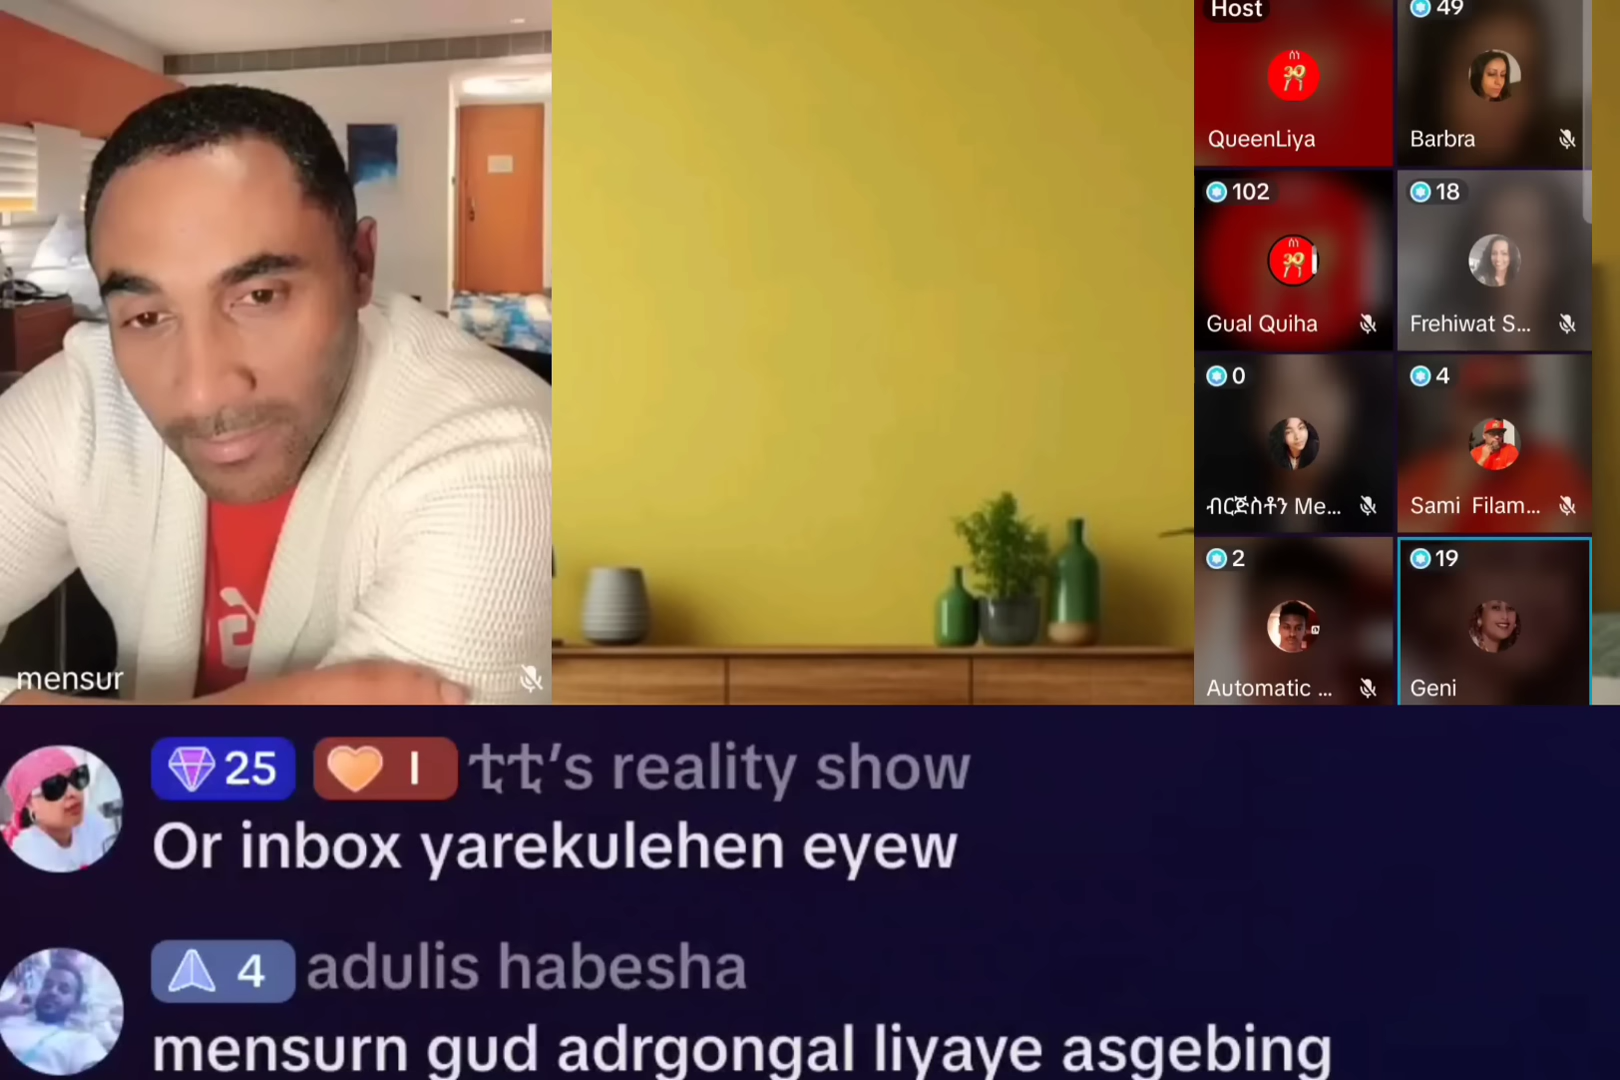 Host
49
QueenLiya
Barbra
102
18
Gual Quiha
Frehiwat S...
0
4
ብርጅስቶን Me...
Sami Filam...
2
19
Automatic ...
Geni
mensur
25 I tt's reality show
Or inbox yarekulehen eyew
4 adulis habesha
mensurn gud adrgongal liyaye asgebing